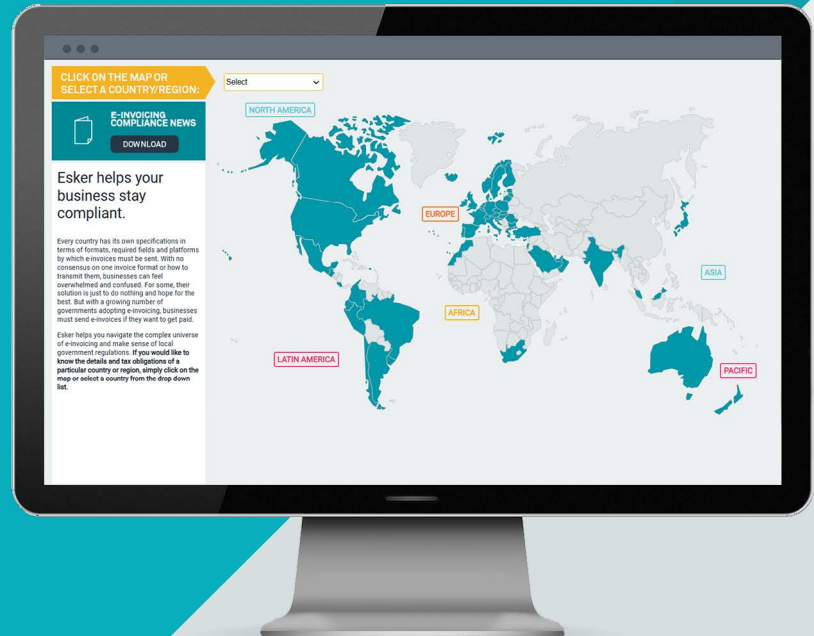 CLICK ON THE MAP OR
SELECT A COUNTRY/REGION:
Select
E-INVOICING
COMPLIANCE NEWS
DOWNLOAD
Esker helps your
business stay
compliant.
Every country has its own specifications in
terms of formats, required fields and platforms
by which e-invoices must be sent. With no
consensus on one invoice format or how to
transmit them, businesses can feel
overwhelmed and confused. For some, their
solution is just to do nothing and hope for the
best. But with a growing number of
governments adopting e-invoicing, businesses
must send e-invoices if they want to get paid.
Esker helps you navigate the complex universe
of e-invoicing and make sense of local
government regulations. If you would like to
know the details and tax obligations of a
particular country or region, simply click on the
map or select a country from the drop down
list.
NORTH AMERICA
EUROPE
ASIA
AFRICA
LATIN AMERICA
PACIFIC